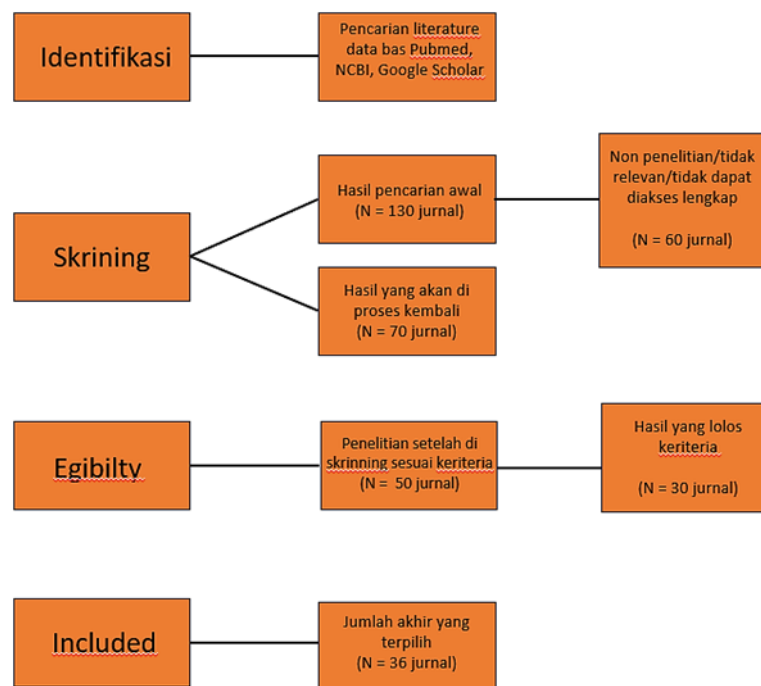 Identifikasi
Pencarian literature
data bas Pubmed,
NCBI, Google Scholar
Skrining
Hasil pencarian awal
(N = 130 jurnal)
Non penelitian/tidak
relevan/tidak dapat
diakses lengkap
(N = 60 jurnal)
Hasil yang akan di
proses kembali
(N = 70 jurnal)
Egibilty
Penelitian setelah di
skrinning sesuai keriteria
(N = 50 jurnal)
Hasil yang lolos
keriteria
(N = 30 jurnal)
Included
Jumlah akhir yang
terpilih
(N = 36 jurnal)